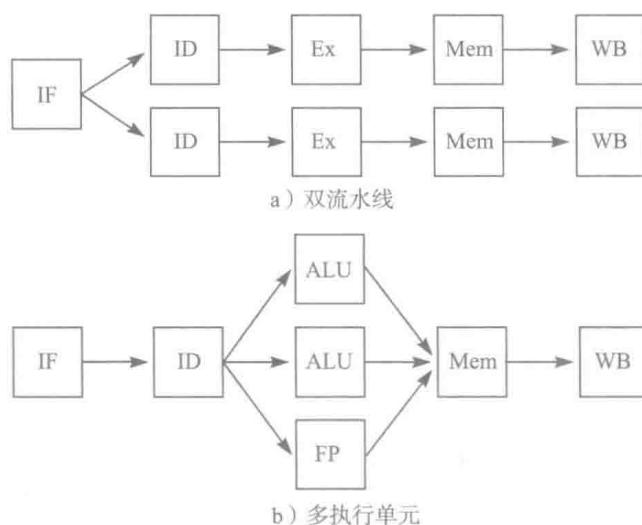 ID Ex Mem WB
IF
ID Ex Mem WB
a）双流水线
ALU
IF ID ALU Mem WB
FP
b）多执行单元